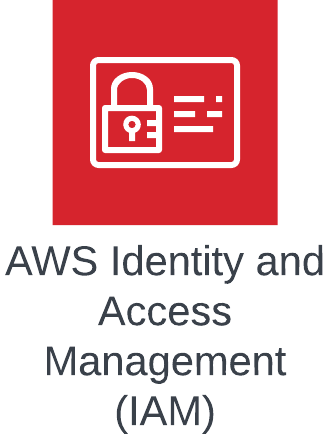 AWS Identity and
Access
Management
(IAM)